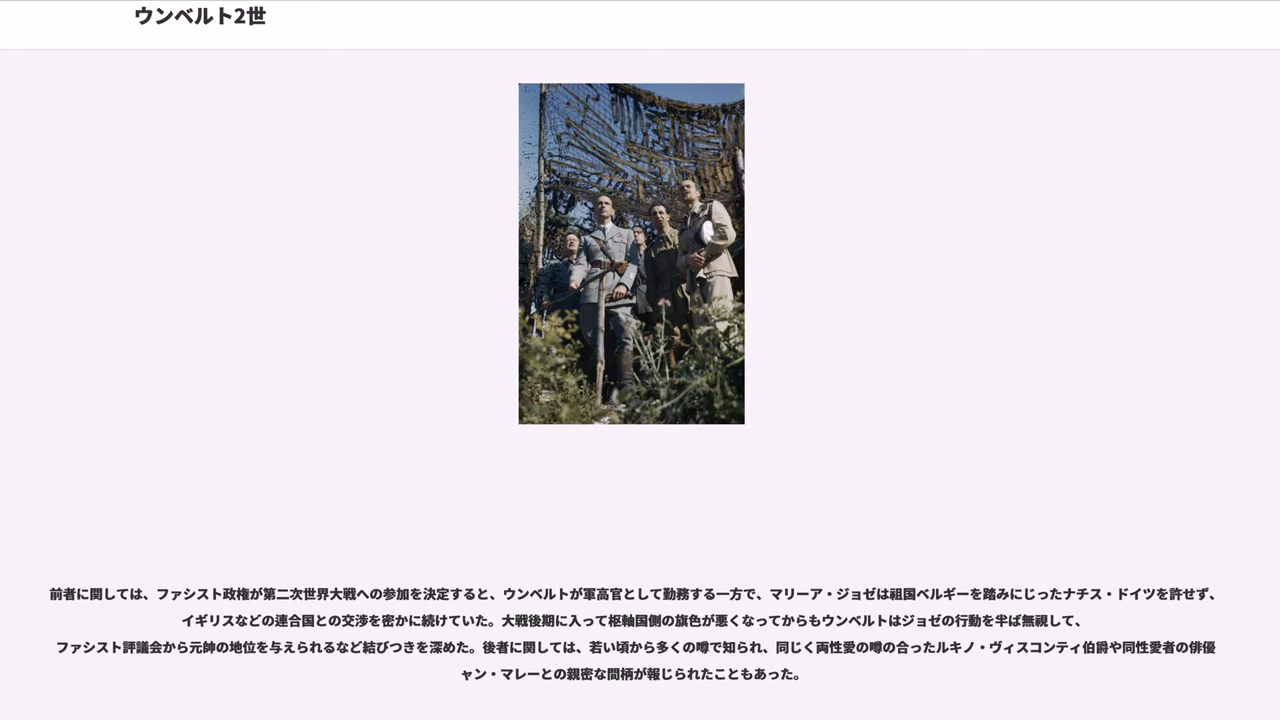 ウンベルト2世
前者に関しては、ファシスト政権が第二次世界大戦への参加を決定すると、ウンベルトが軍高官として勤務する一方で、マリーア・ジョゼは祖国ベルギーを踏みにじったナチス・ドイツを許せず、
イギリスなどの連合国との交渉を密かに続けていた。大戦後期に入って枢軸国側の旗色が悪くなってからもウンベルトはジョゼの行動を半ば無視して、
ファシスト評議会から元帥の地位を与えられるなど結びつきを深めた。後者に関しては、若い頃から多くの噂で知られ、同じく両性愛の噂の合ったルキノ・ヴィスコンティ伯爵や同性愛者の俳優
ャン・マレーとの親密な間柄が報じられたこともあった。